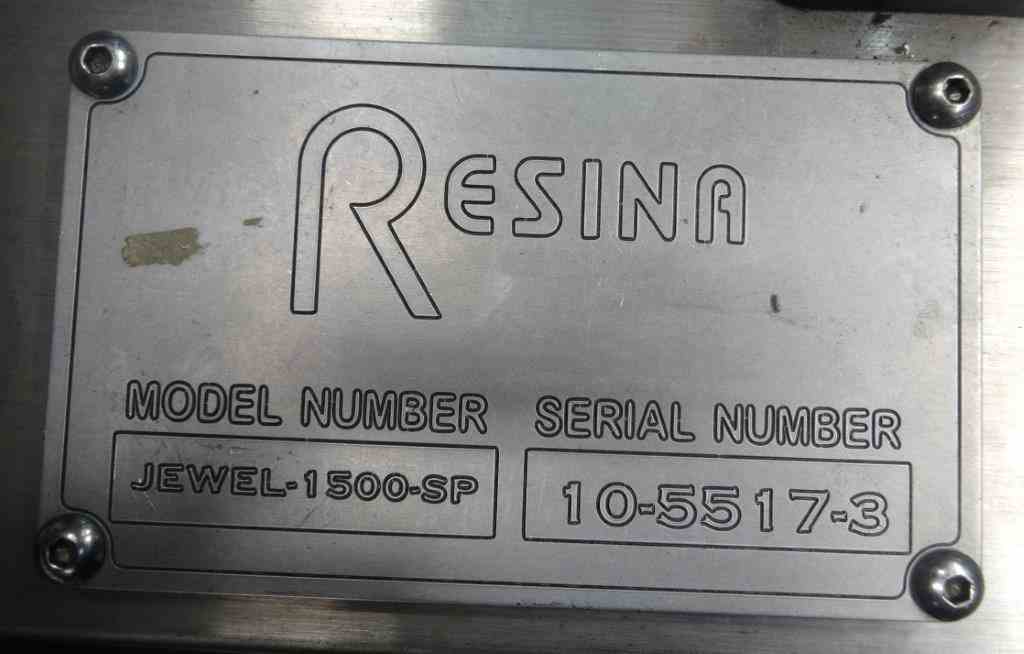 RESINA
MODEL NUMBER SERIAL NUMBER
JEWEL-1500-SP 10-5517-3